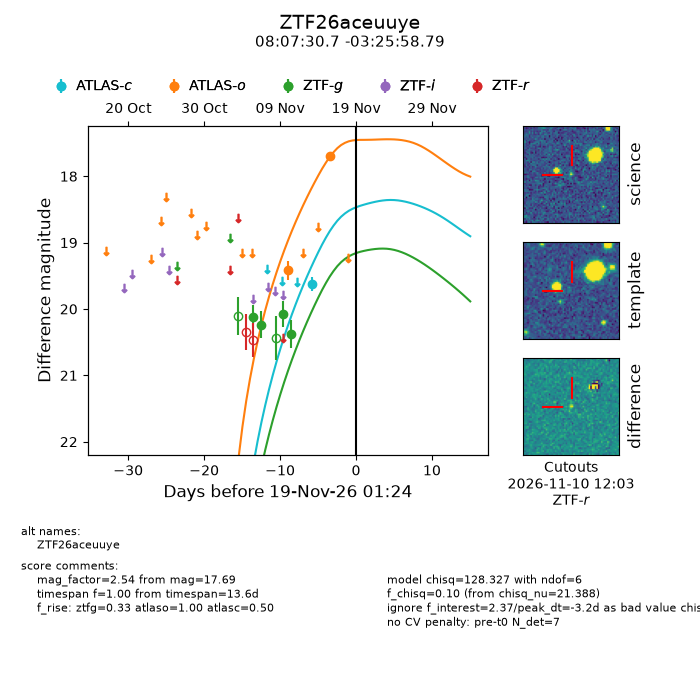 ZTF26aceuuye
08:07:30.7 -03:25:58.79
ATLAS-c
ATLAS-o
ZTF-g
ZTF-i
ZTF-r
20 Oct
30 Oct
09 Nov
19 Nov
29 Nov
18
19
20
21
22
Difference magnitude
−30
−20
−10
0
10
Days before 19-Nov-26 01:24
science
template
difference
Cutouts
2026-11-10 12:03
ZTF-r
alt names:
ZTF26aceuuye
score comments:
mag_factor=2.54 from mag=17.69
timespan f=1.00 from timespan=13.6d
f_rise: ztfg=0.33 atlaso=1.00 atlasc=0.50
model chisq=128.327 with ndof=6
f_chisq=0.10 (from chisq_nu=21.388)
ignore f_interest=2.37/peak_dt=-3.2d as bad value chis
no CV penalty: pre-t0 N_det=7